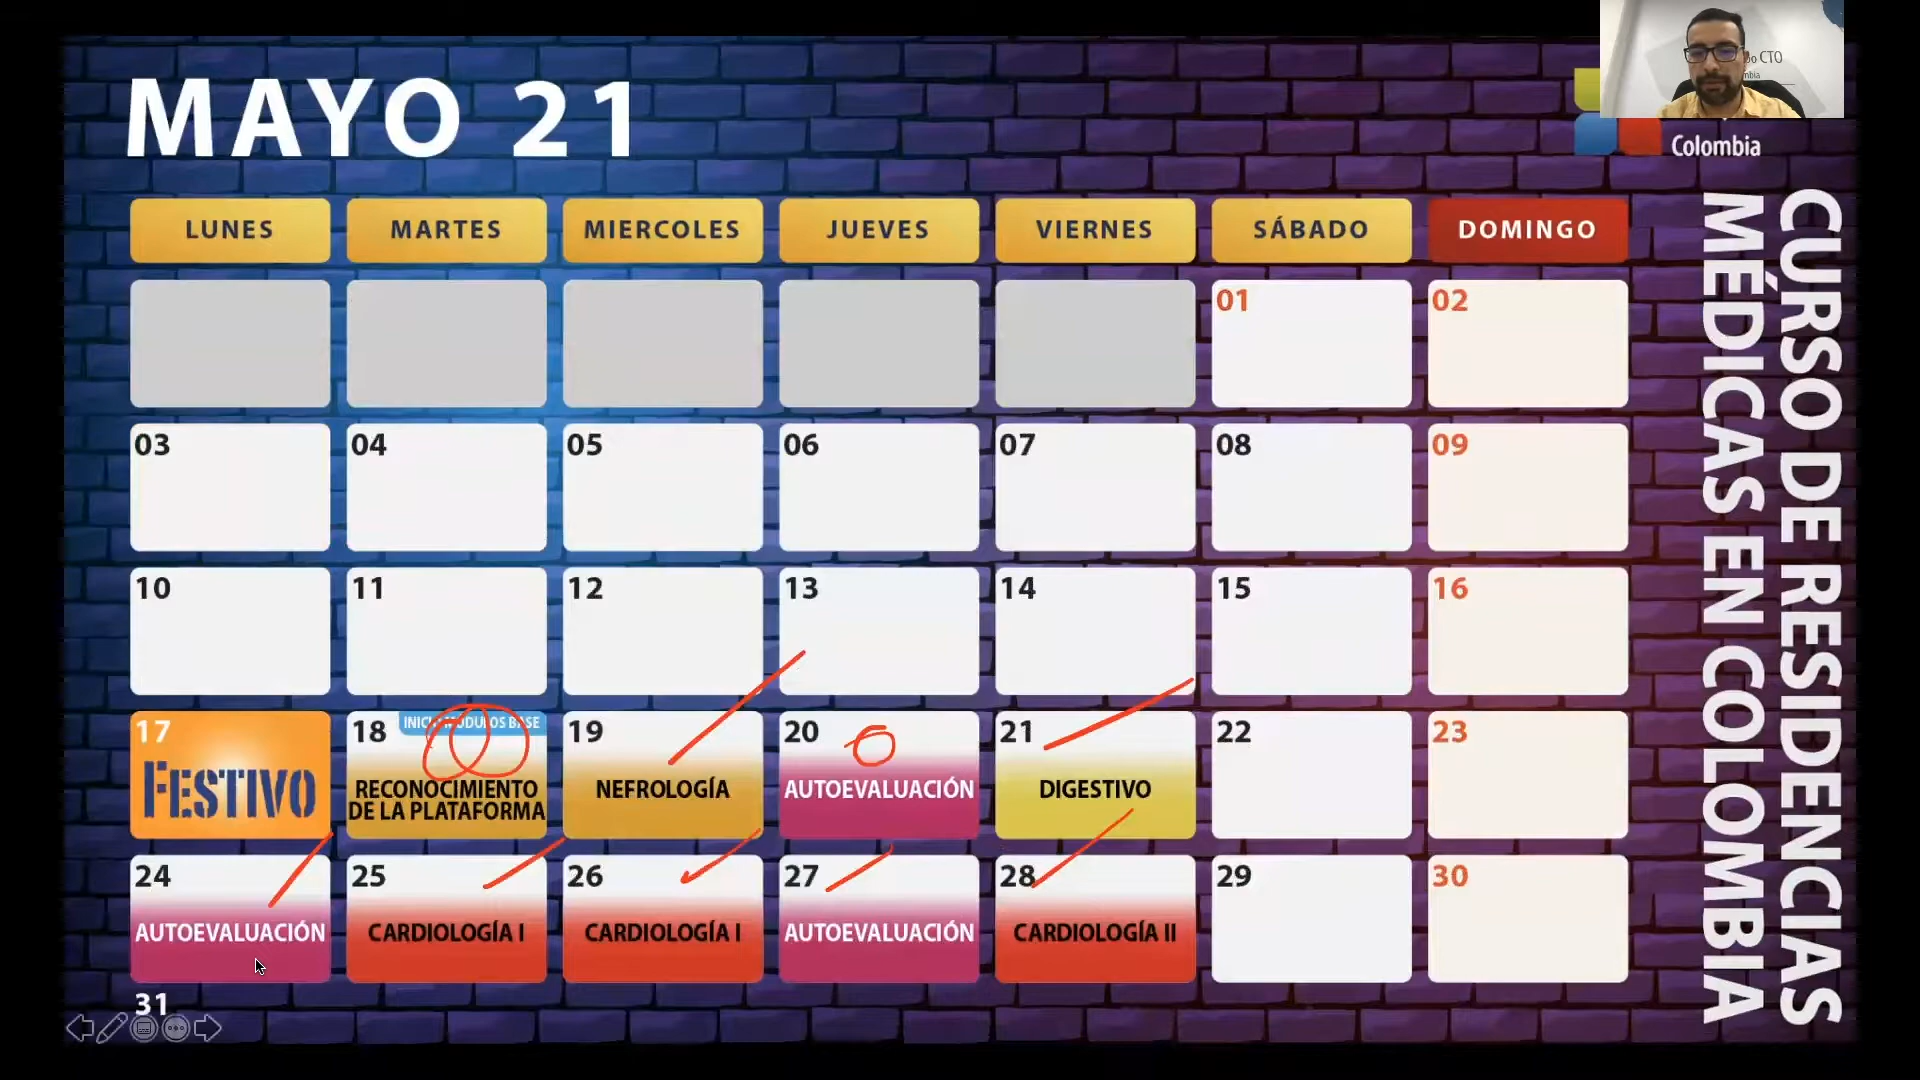 MAYO 21
bo CTO
mbia
Colombia
LUNES
MARTES
MIERCOLES
JUEVES
VIERNES
SÁBADO
DOMINGO
01
02
03
04
05
06
07
08
09
10
11
12
13
14
15
16
17
FESTIVO
18
RECONOCIMIENTO
DE LA PLATAFORMA
19
NEFROLOGÍA
20
AUTOEVALUACIÓN
21
DIGESTIVO
22
23
24
AUTOEVALUACIÓN
25
CARDIOLOGÍA I
26
CARDIOLOGÍA I
27
AUTOEVALUACIÓN
28
CARDIOLOGÍA II
29
30
31
CURSO DE RESIDENCIAS
MÉDICAS EN COLOMBIA